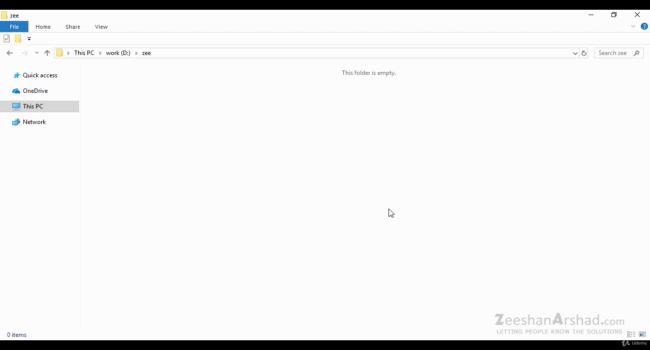 zee
File Home Share View
This PC work (D:) zee Search zee
This folder is empty.
Quick access
OneDrive
This PC
Network
ZeeshanArshad.com
LETTING PEOPLE KNOW THE SOLUTIONS
0 items
Udemy